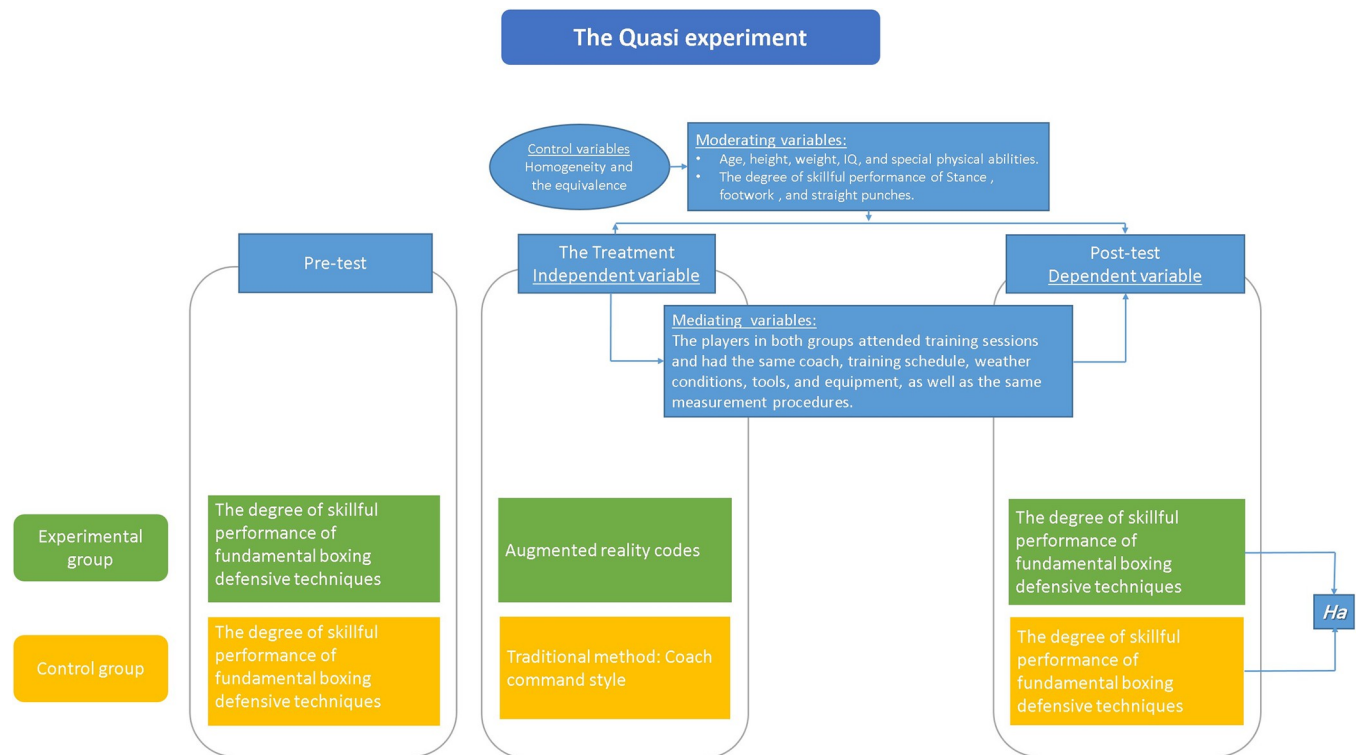 The Quasi experiment
Control variables
Homogeneity and
the equivalence
Moderating variables:
• Age, height, weight, IQ, and special physical abilities.
• The degree of skillful performance of Stance ,
footwork , and straight punches.
Pre-test
The Treatment
Independent variable
Post-test
Dependent variable
Mediating variables:
The players in both groups attended training sessions
and had the same coach, training schedule, weather
conditions, tools, and equipment, as well as the same
measurement procedures.
Experimental
group
The degree of skillful
performance of
fundamental boxing
defensive techniques
Augmented reality codes
The degree of skillful
performance of
fundamental boxing
defensive techniques
Ha
Control group
The degree of skillful
performance of
fundamental boxing
defensive techniques
Traditional method: Coach
command style
The degree of skillful
performance of
fundamental boxing
defensive techniques